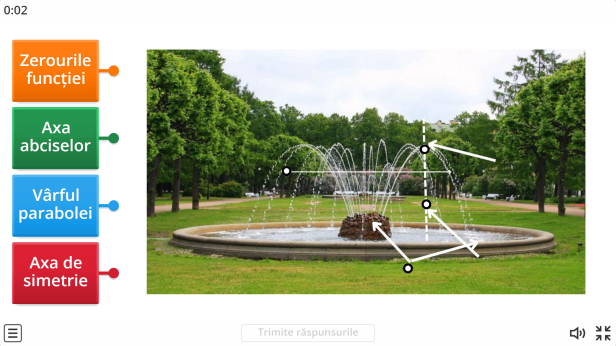 0:02
Zerourile
funcției
Axa
abciselor
Vârful
parabolei
Axa de
simetrie
Trimite răspunsurile